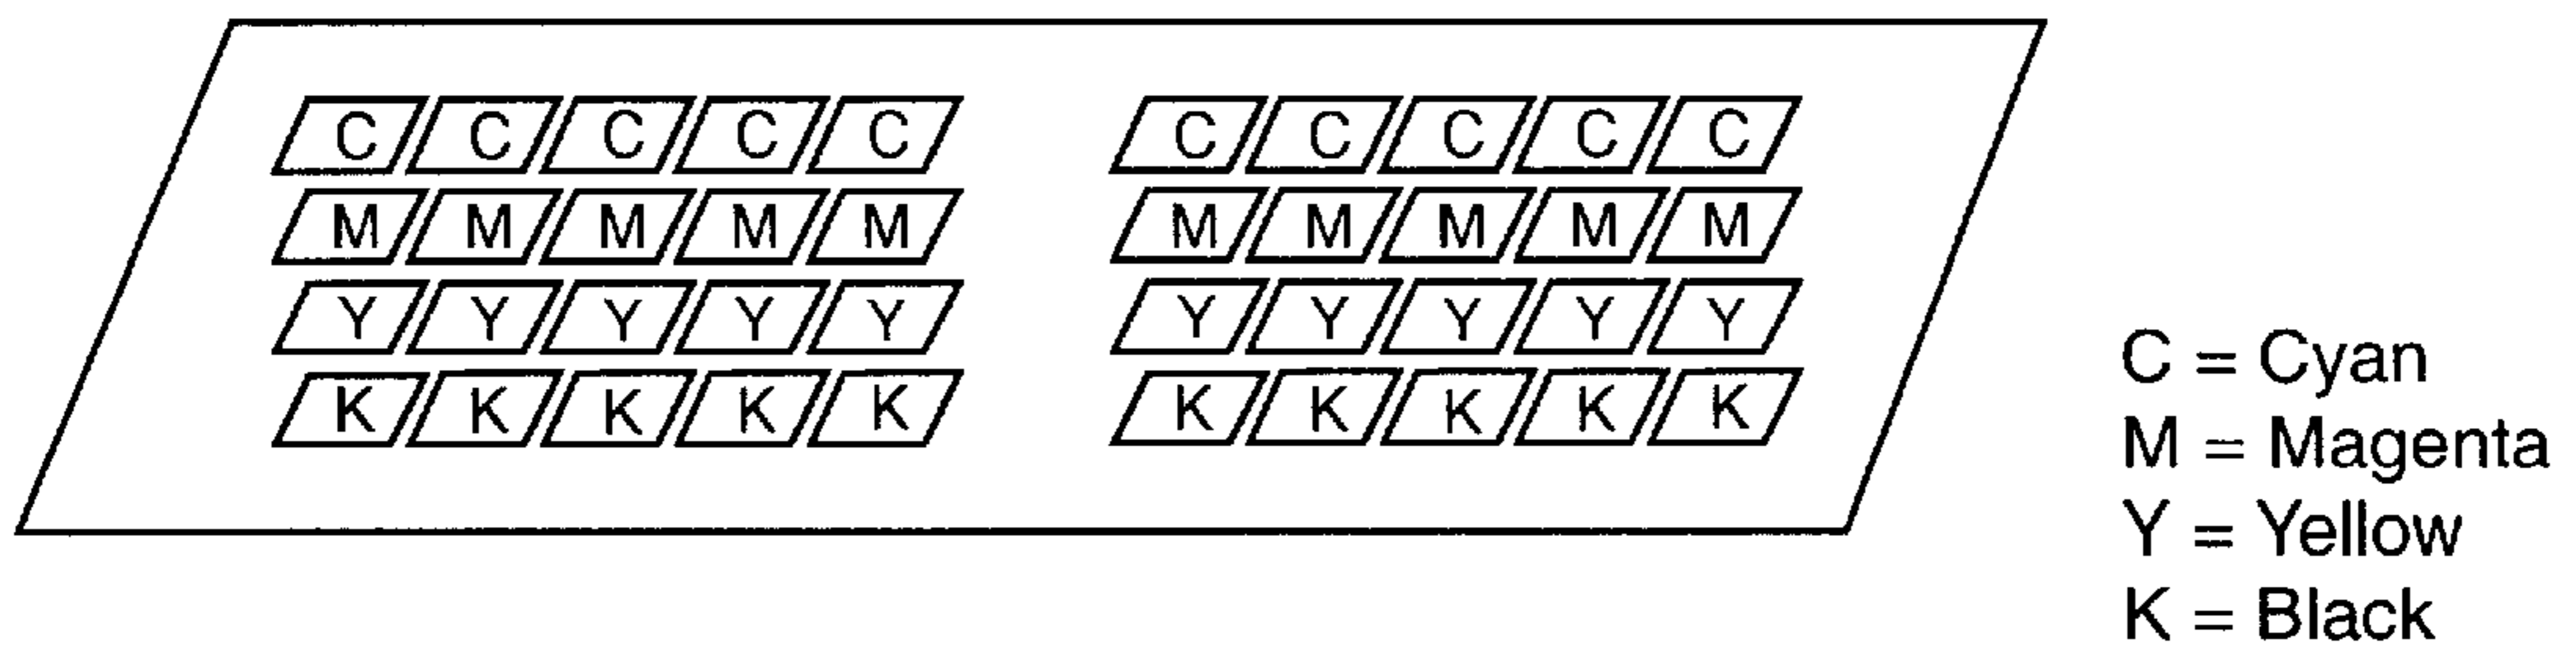 C C C C C C C C C C
M M M M M M M M M M
Y Y Y Y Y Y Y Y Y Y
K K K K K K K K K K
C = Cyan
M = Magenta
Y = Yellow
K = Black